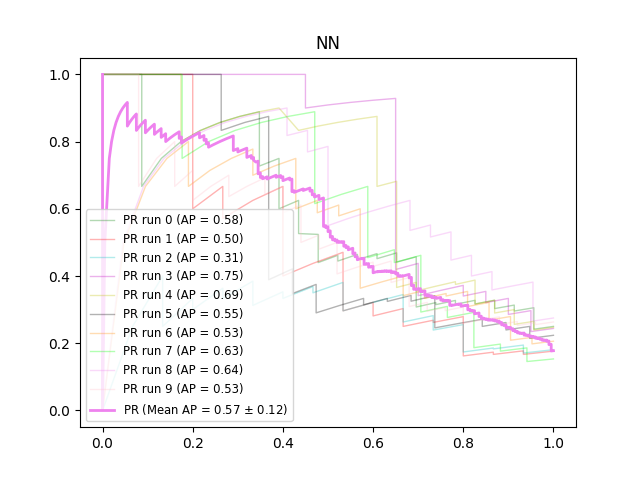 NN
1.0
0.8
0.6
0.4
0.2
0.0
PR run 0 (AP = 0.58)
PR run 1 (AP = 0.50)
PR run 2 (AP = 0.31)
PR run 3 (AP = 0.75)
PR run 4 (AP = 0.69)
PR run 5 (AP = 0.55)
PR run 6 (AP = 0.53)
PR run 7 (AP = 0.63)
PR run 8 (AP = 0.64)
PR run 9 (AP = 0.53)
PR (Mean AP = 0.57 ± 0.12)
0.0 0.2 0.4 0.6 0.8 1.0